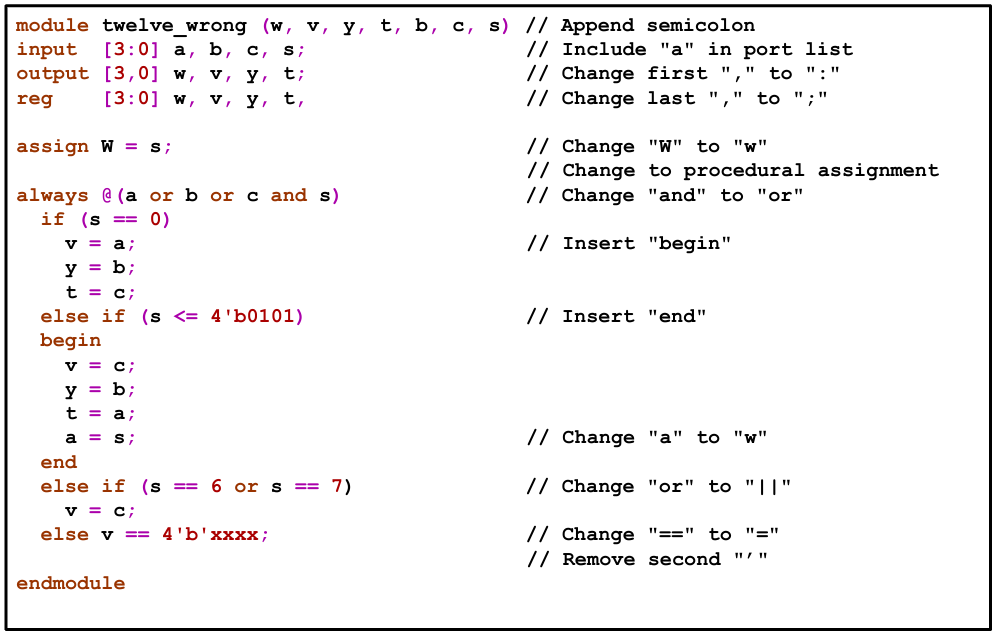 module twelve_wrong (w, v, y, t, b, c, s) // Append semicolon
input  [3:0] a, b, c, s;                  // Include "a" in port list
output [3,0] w, v, y, t;                  // Change first "," to ":"
reg    [3:0] w, v, y, t,                  // Change last "," to ";"
assign W = s;                             // Change "W" to "w"
                                          // Change to procedural assignment
always @(a or b or c and s)               // Change "and" to "or"
  if (s == 0)
    v = a;                                // Insert "begin"
    y = b;
    t = c;
  else if (s <= 4'b0101)                  // Insert "end"
  begin
    v = c;
    y = b;
    t = a;
    a = s;                                // Change "a" to "w"
  end
  else if (s == 6 or s == 7)              // Change "or" to "||"
    v = c;
  else v == 4'b'xxxx;                     // Change "==" to "="
                                          // Remove second "′"
endmodule